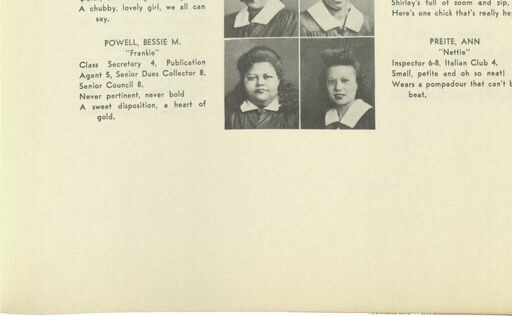 A chubby, lovely girl, we all can
say.
POWELL, BESSIE M.
"Frankie"
Class Secretary 4, Publication
Agent 5, Senior Dues Collector 8,
Senior Council 8.
Never pertinent, never bold
A sweet disposition, a heart of
gold.
Shirley's full of zoom and zip,
Here's one chick that's really
PREITE, ANN
"Nettie"
Inspector 6-8, Italian Club 4.
Small, petite and oh so neat!
Wears a pompadour that can't
beat.